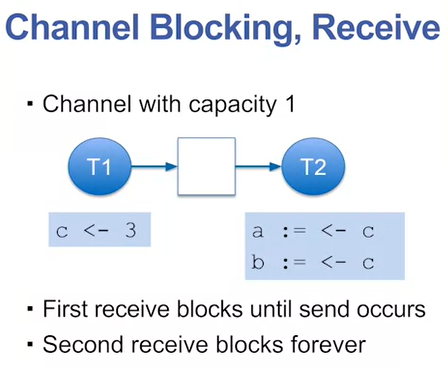 Channel Blocking, Receive
▪ Channel with capacity 1
T1 T2
c <- 3
a := <- c
b := <- c
▪ First receive blocks until send occurs
▪ Second receive blocks forever